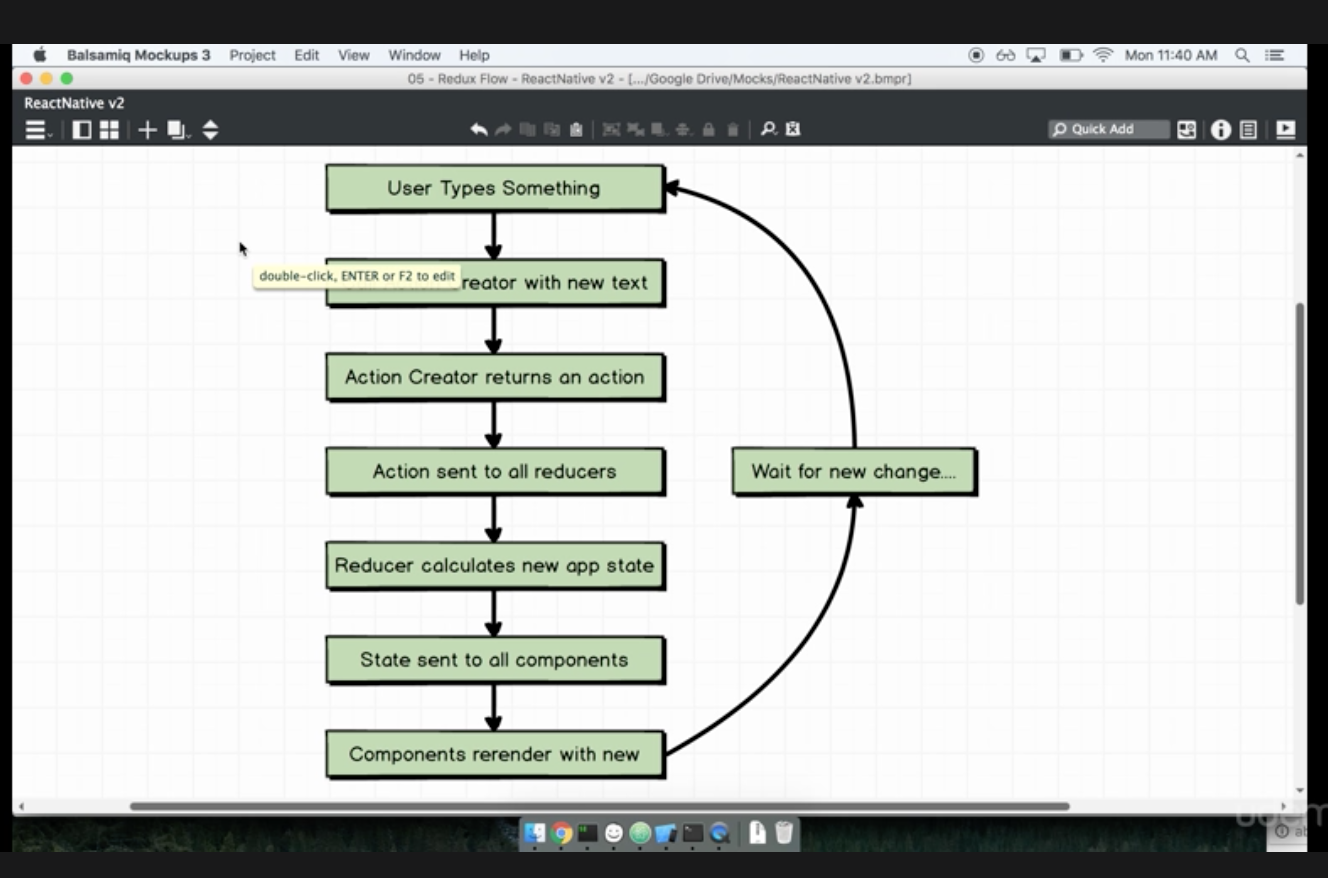 Balsamiq Mockups 3 Project Edit View Window Help Mon 11:40 AM
05 - Redux Flow - ReactNative v2 - [.../Google Drive/Mocks/ReactNative v2.bmpr]
ReactNative v2
Quick Add
User Types Something
double-click, ENTER or F2 to edit
reator with new text
Action Creator returns an action
Action sent to all reducers
Wait for new change....
Reducer calculates new app state
State sent to all components
Components rerender with new